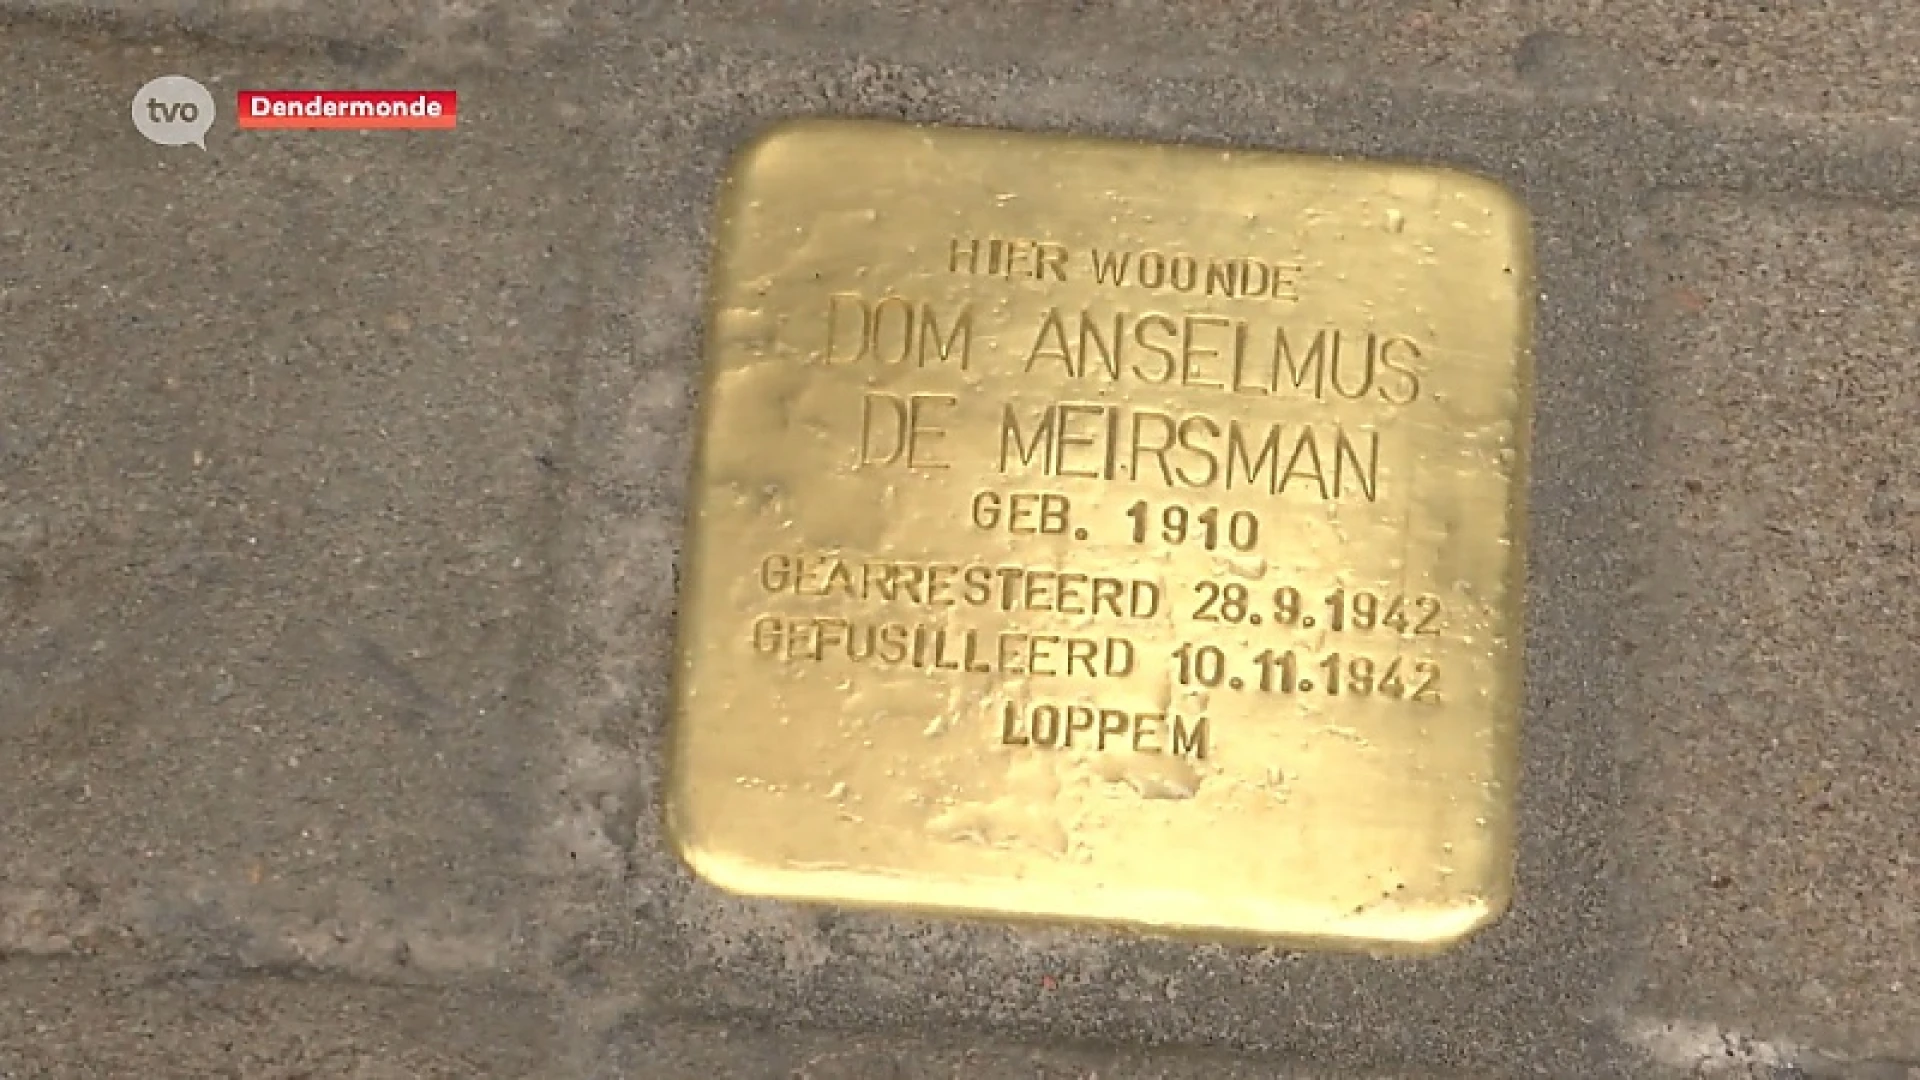 tvo
Dendermonde
HIER WOONDE
DOM ANSELMUS
DE MEIRSMAN
GEB. 1910
GEARRESTEERD 28.9.1942
GEFUSILLEERD 10.11.1942
LOPPEM